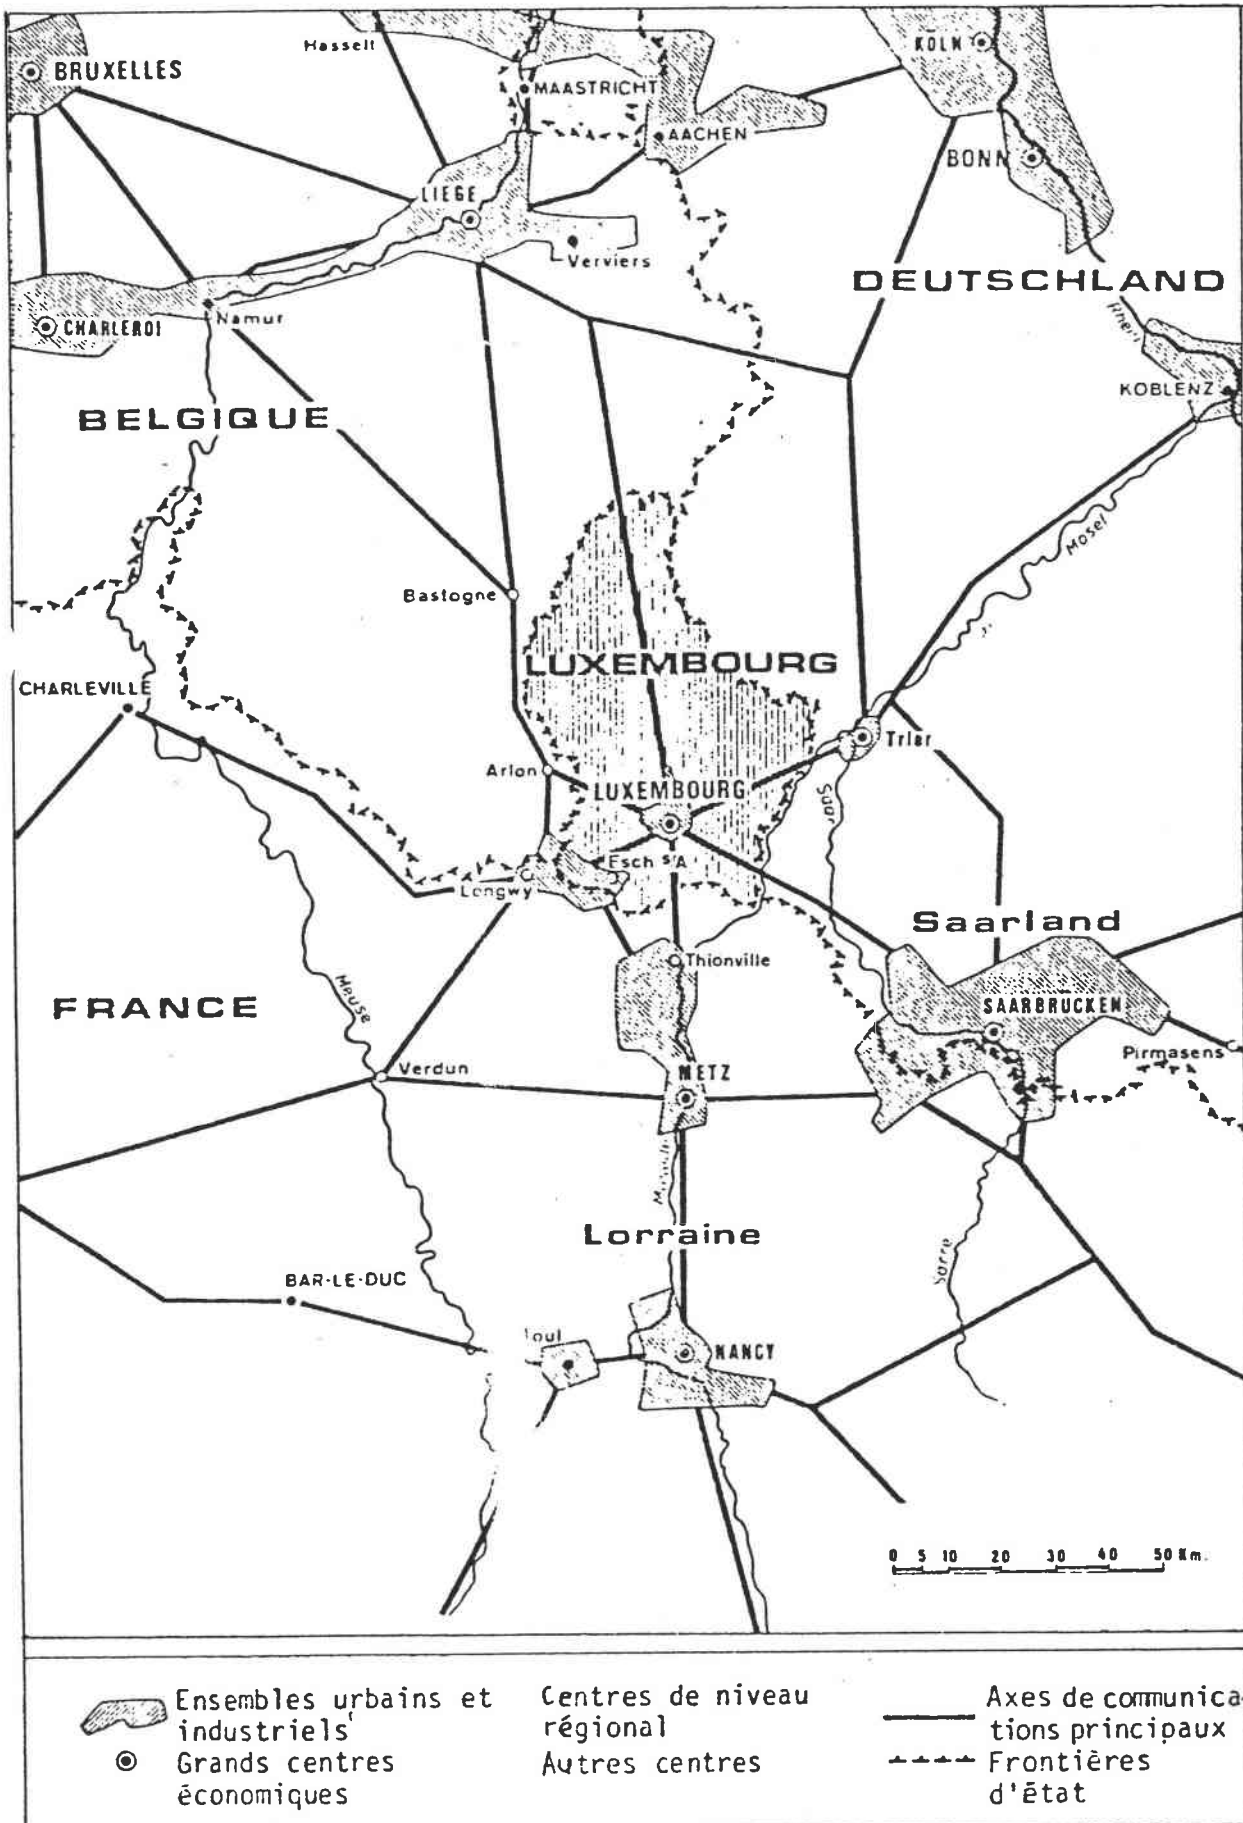 Hasselt
KÖLN
BRUXELLES
MAASTRICHT
AACHEN
BONN
LIEGE
Verviers
DEUTSCHLAND
Namur
CHARLEROI
Rhein
KOBLENZ
BELGIQUE
Mosel
Bastogne
LUXEMBOURG
CHARLEVILLE
Trier
Arlon
LUXEMBOURG
Saar
Esch s/A
Longwy
Saarland
Thionville
Meuse
FRANCE
SAARBRÜCKEN
Pirmasens
Verdun
METZ
Lorraine
Sarre
BAR-LE-DUC
Toul
NANCY
0 5 10 20 30 40 50 Km.
Ensembles urbains et
industriels
Grands centres
économiques
Centres de niveau
régional
Autres centres
Axes de communica-
tions principaux
Frontières
d'état